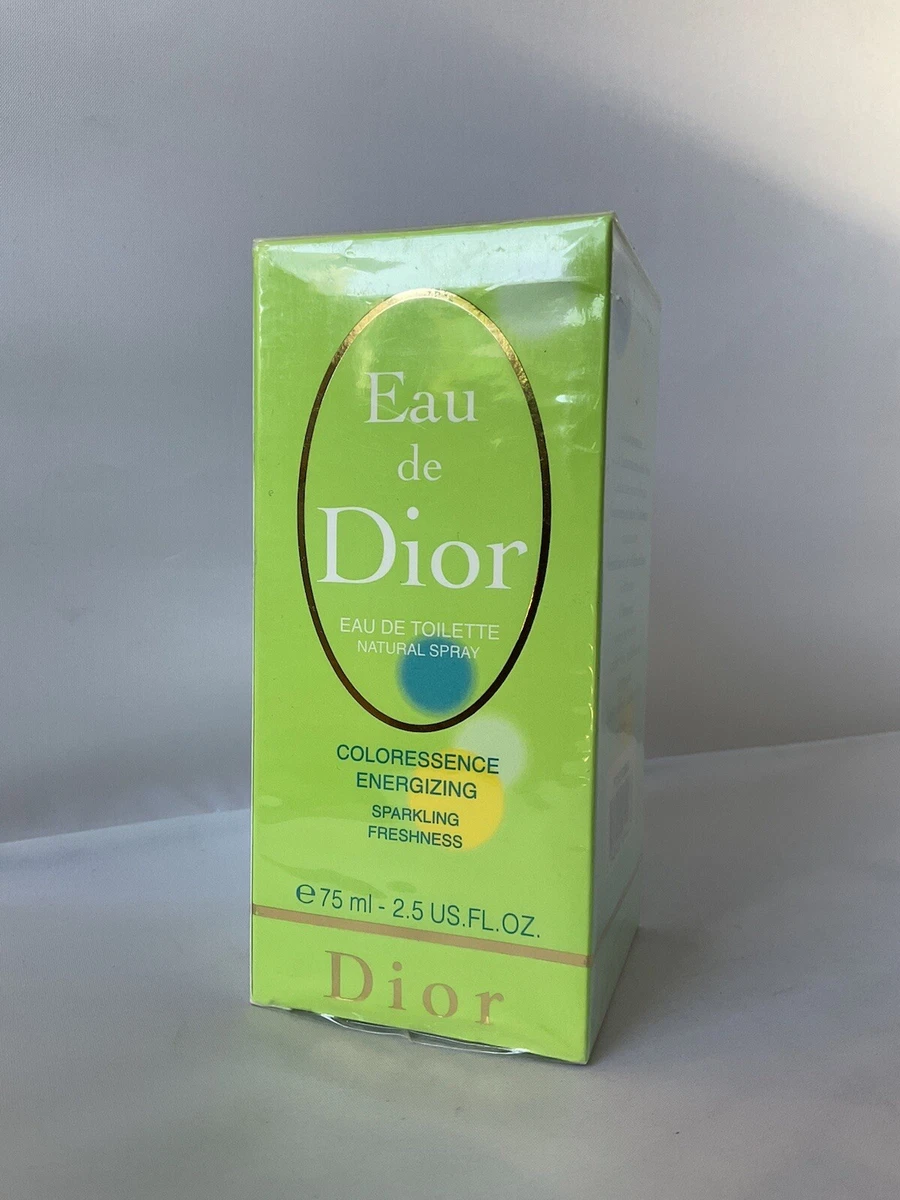 Eau
de
Dior
EAU DE TOILETTE
NATURAL SPRAY
COLORESSENCE
ENERGIZING
SPARKLING
FRESHNESS
℮ 75 ml - 2.5 US.FL.OZ.
Dior